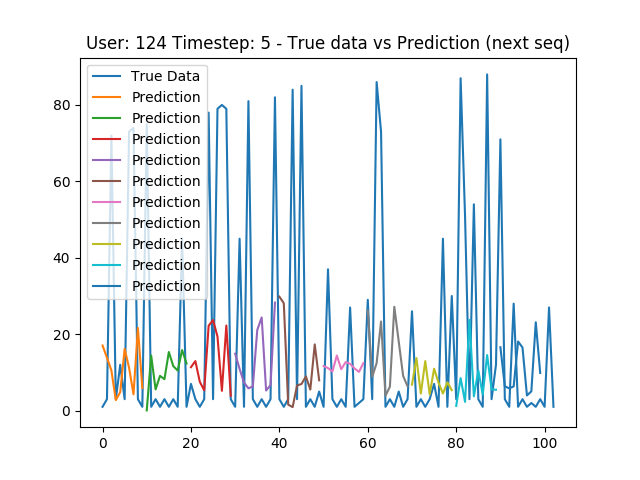 User: 124 Timestep: 5 - True data vs Prediction (next seq)
True Data
Prediction
Prediction
Prediction
Prediction
Prediction
Prediction
Prediction
Prediction
Prediction
Prediction
80
60
40
20
0
0 20 40 60 80 100